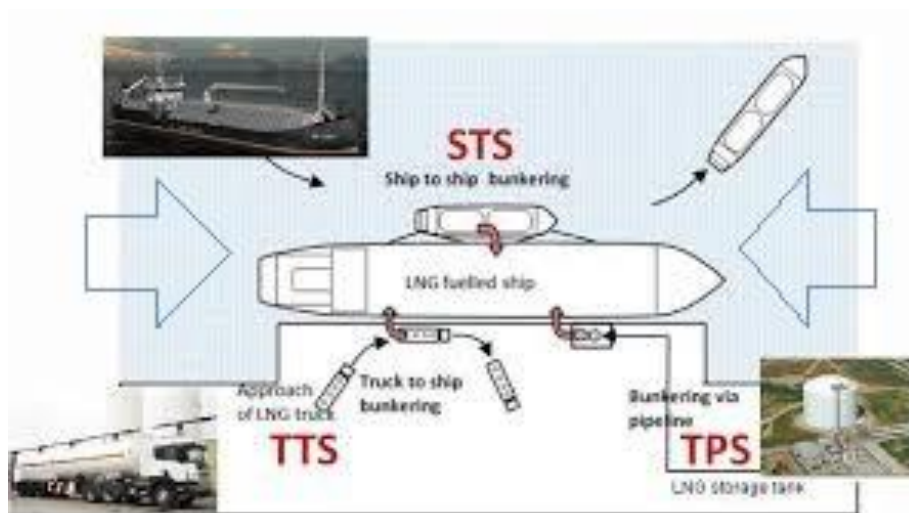 STS
Ship to ship bunkering
LNG fuelled ship
Approach
of LNG truck
Truck to ship
bunkering
TTS
Bunkering via
pipeline
TPS
LNG storage tank